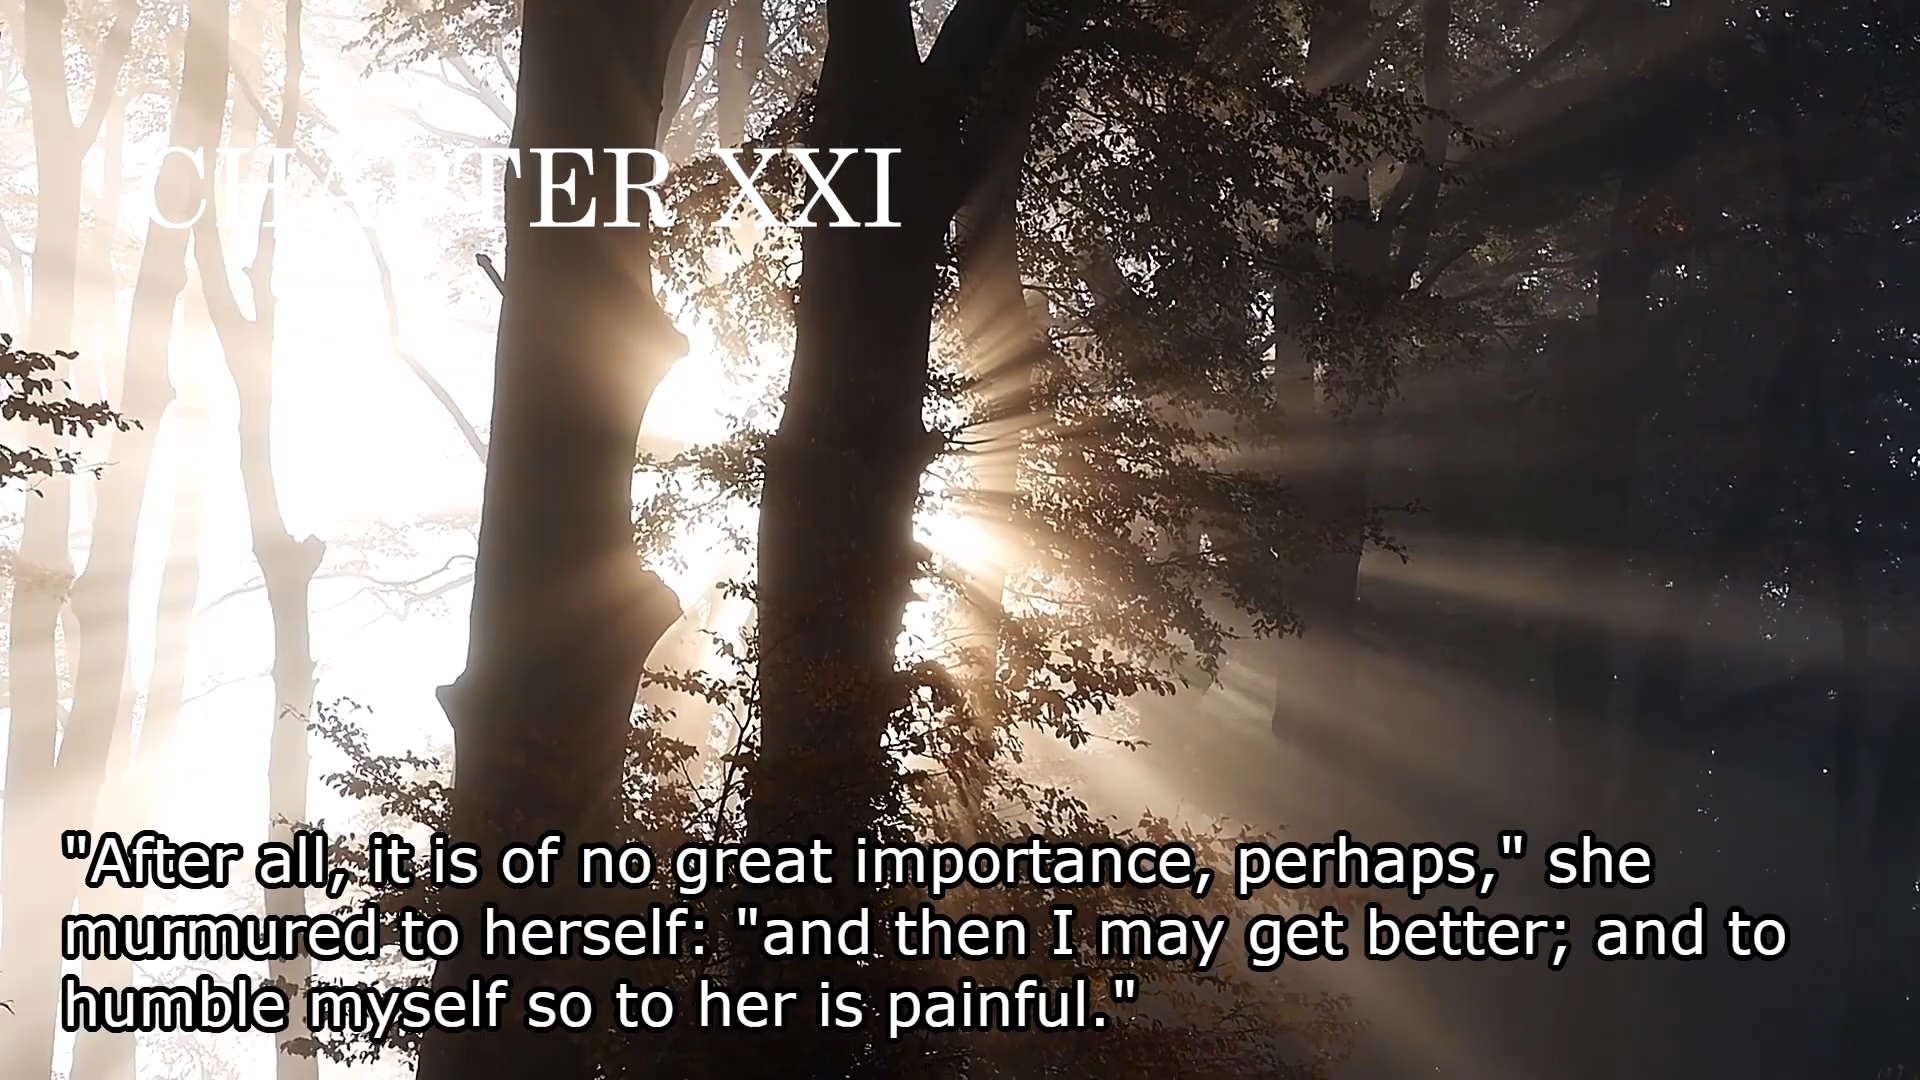 CHAPTER XXI
"After all, it is of no great importance, perhaps," she
murmured to herself: "and then I may get better; and to
humble myself so to her is painful."